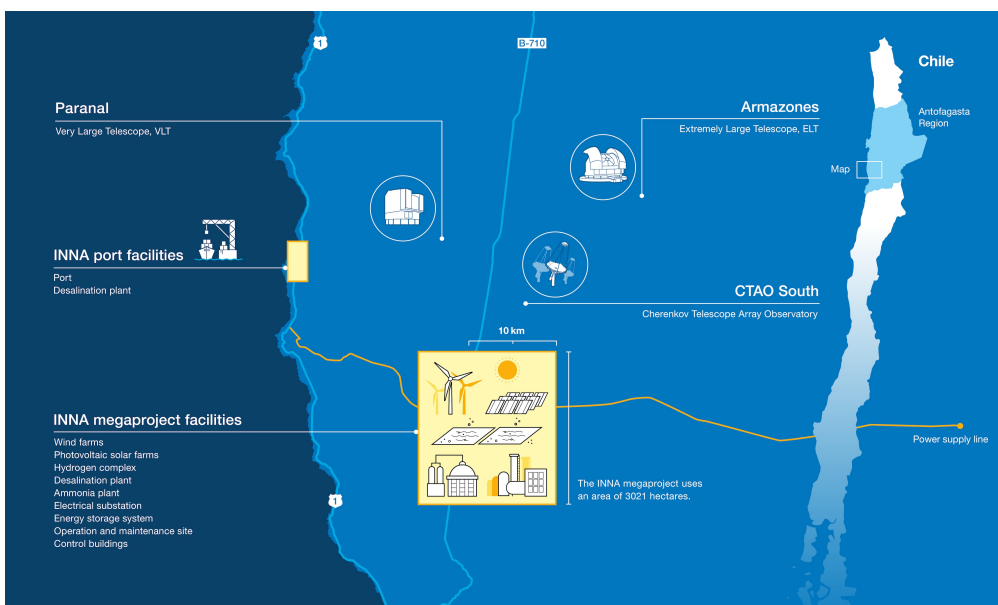 1
B-710
Chile
Antofagasta
Region
Map
Paranal
Very Large Telescope, VLT
Armazones
Extremely Large Telescope, ELT
INNA port facilities
Port
Desalination plant
CTAO South
Cherenkov Telescope Array Observatory
10 km
INNA megaproject facilities
Wind farms
Photovoltaic solar farms
Hydrogen complex
Desalination plant
Ammonia plant
Electrical substation
Energy storage system
Operation and maintenance site
Control buildings
Power supply line
The INNA megaproject uses
an area of 3021 hectares.
1